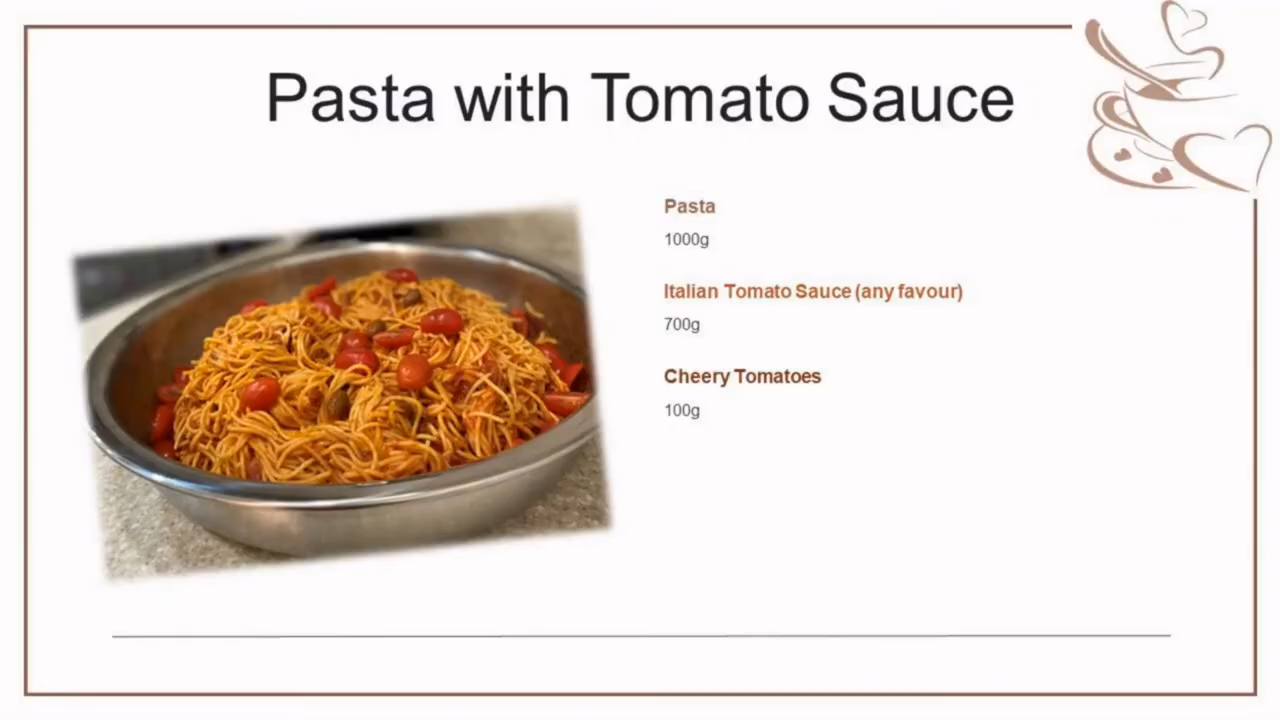 Pasta with Tomato Sauce
Pasta
1000g
Italian Tomato Sauce (any favour)
700g
Cheery Tomatoes
100g